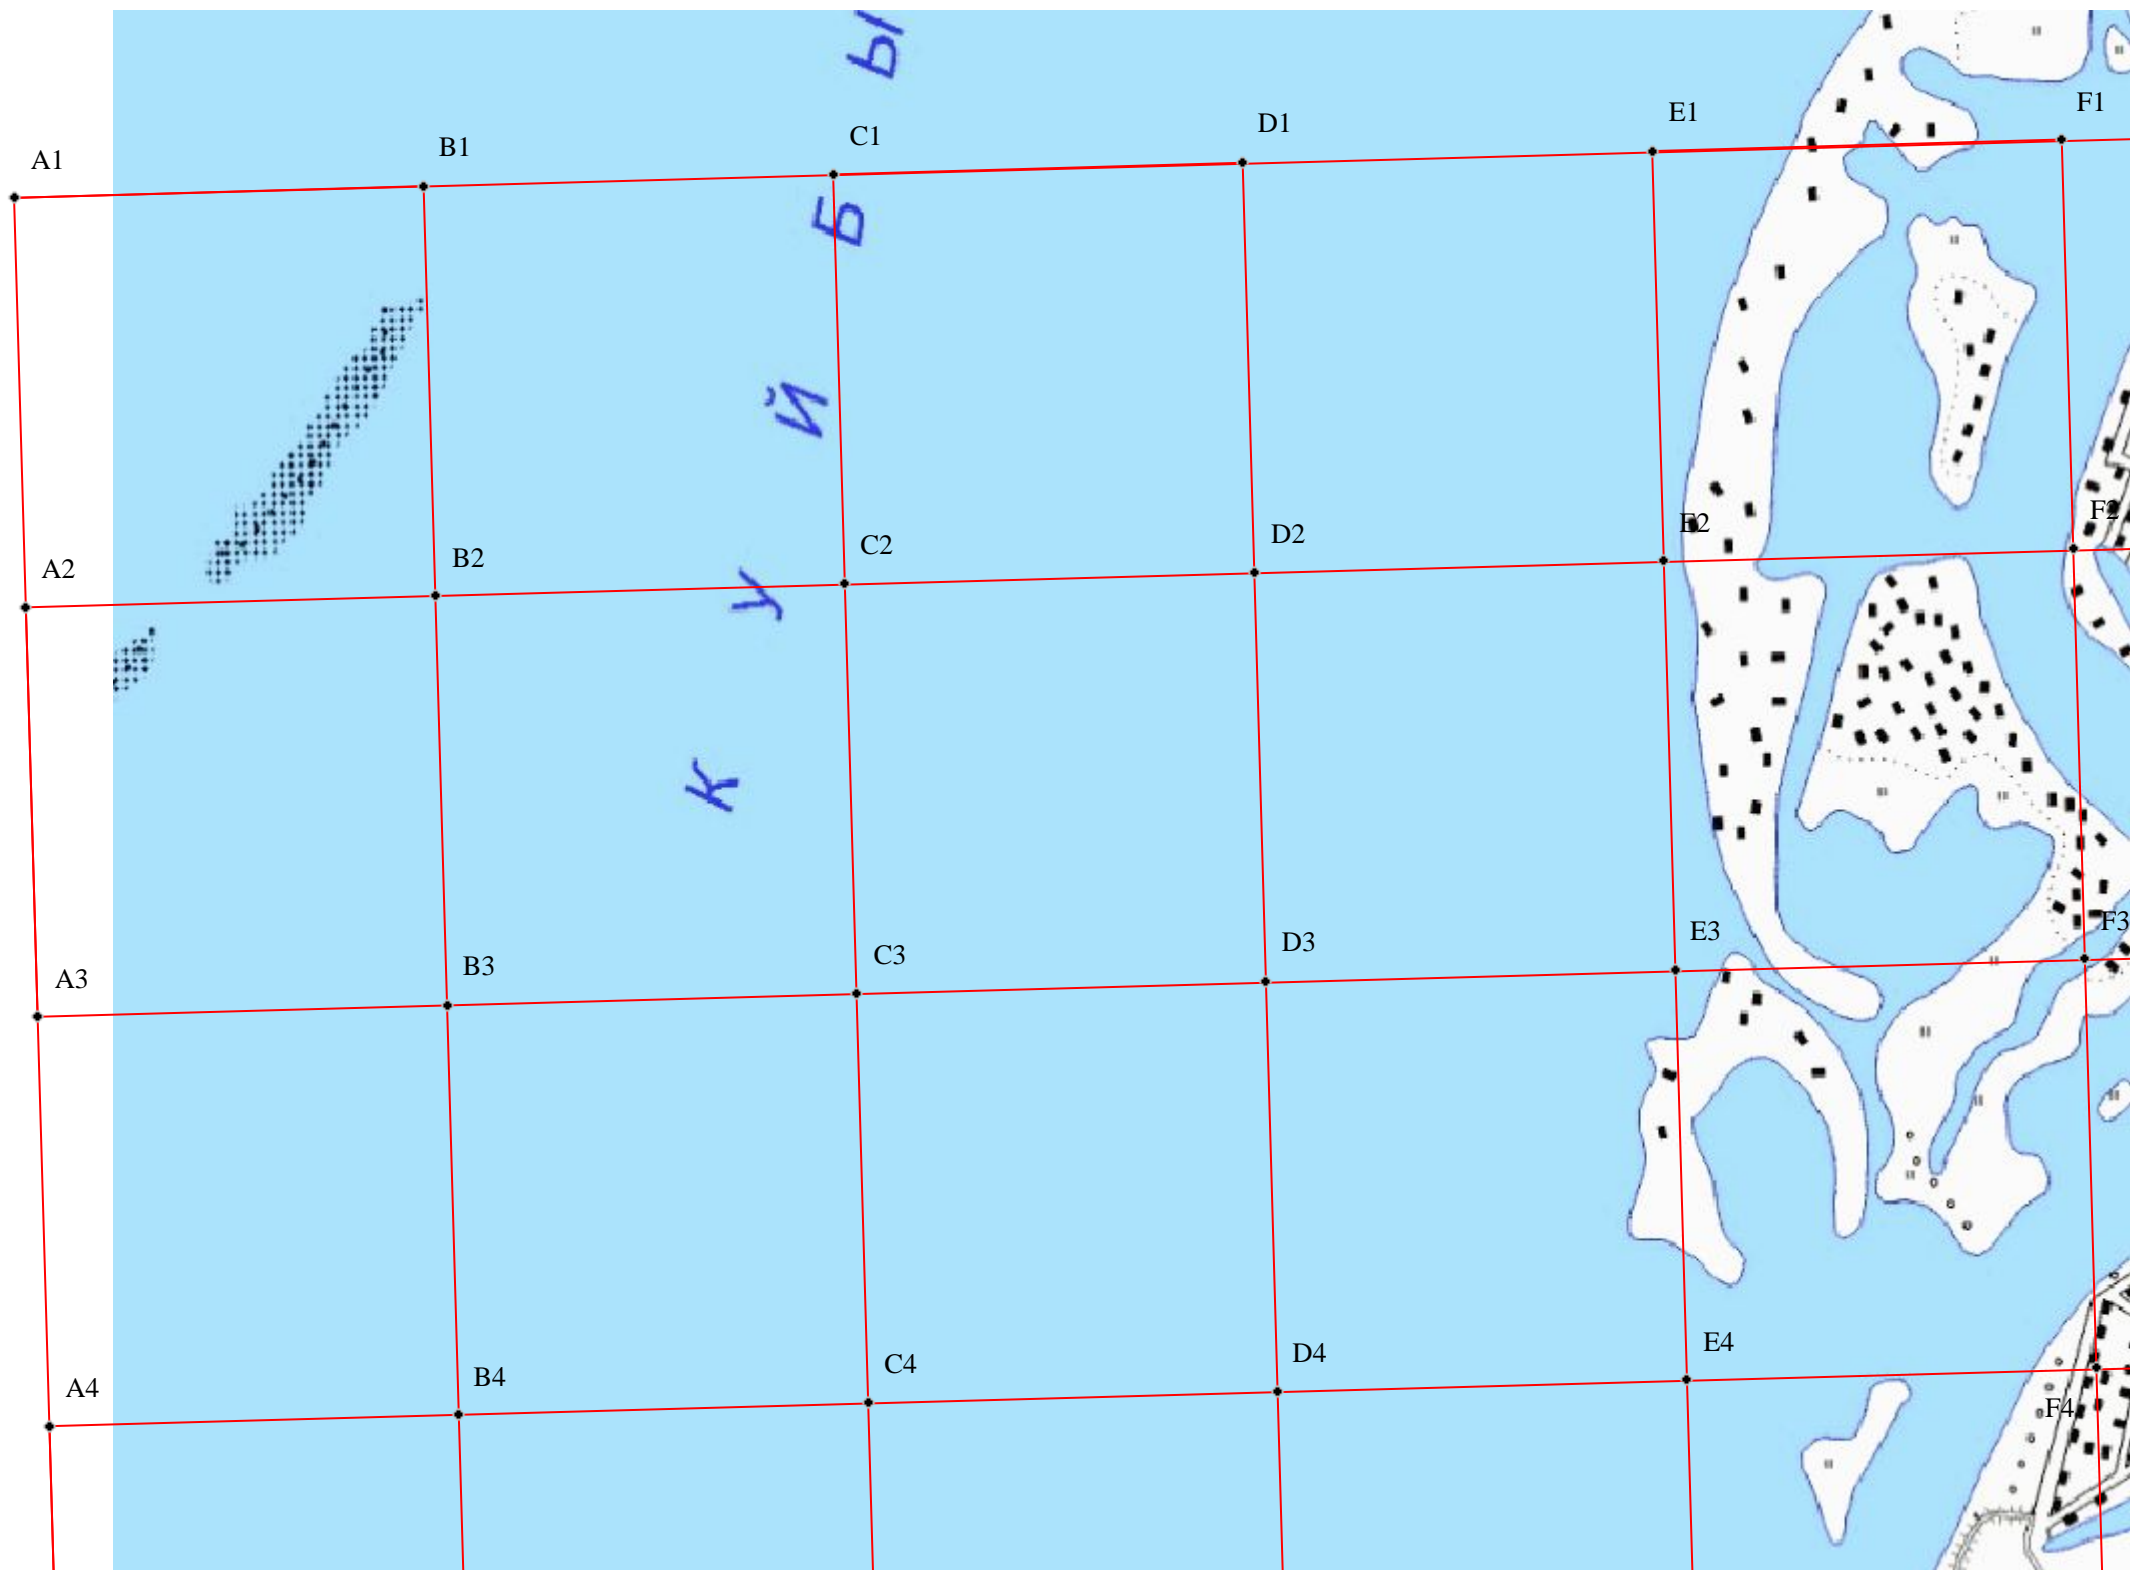 A1 B1 C1 D1 E1 F1
A2 B2 C2 D2 E2 F2
A3 B3 C3 D3 E3 F3
A4 B4 C4 D4 E4 F4
К У Й Б Ы